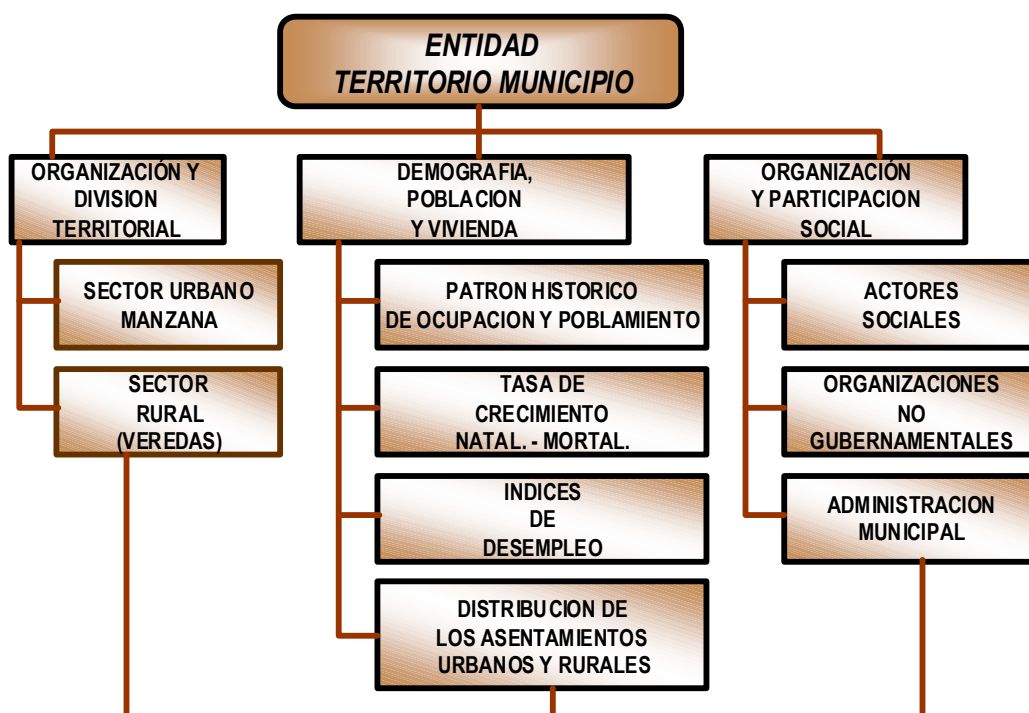 ENTIDAD
TERRITORIO MUNICIPIO
ORGANIZACIÓN Y
DIVISION
TERRITORIAL
SECTOR URBANO
MANZANA
SECTOR
RURAL
(VEREDAS)
DEMOGRAFIA,
POBLACION
Y VIVIENDA
PATRON HISTORICO
DE OCUPACION Y POBLAMIENTO
TASA DE
CRECIMIENTO
NATAL. - MORTAL.
INDICES
DE
DESEMPLEO
DISTRIBUCION DE
LOS ASENTAMIENTOS
URBANOS Y RURALES
ORGANIZACIÓN
Y PARTICIPACION
SOCIAL
ACTORES
SOCIALES
ORGANIZACIONES
NO
GUBERNAMENTALES
ADMINISTRACION
MUNICIPAL